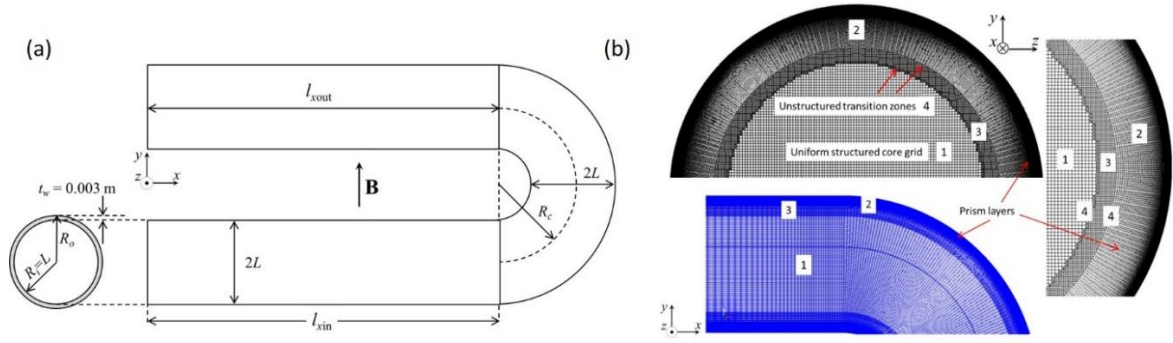 (a)
l_xout
y
z
x
t_w = 0.003 m
B
2L
R_c
R_o
R_i=L
2L
l_xin
(b)
2
y
x
z
Unstructured transition zones 4
3
Uniform structured core grid 1
1
2
3
4
4
Prism layers
3
2
1
y
z
x